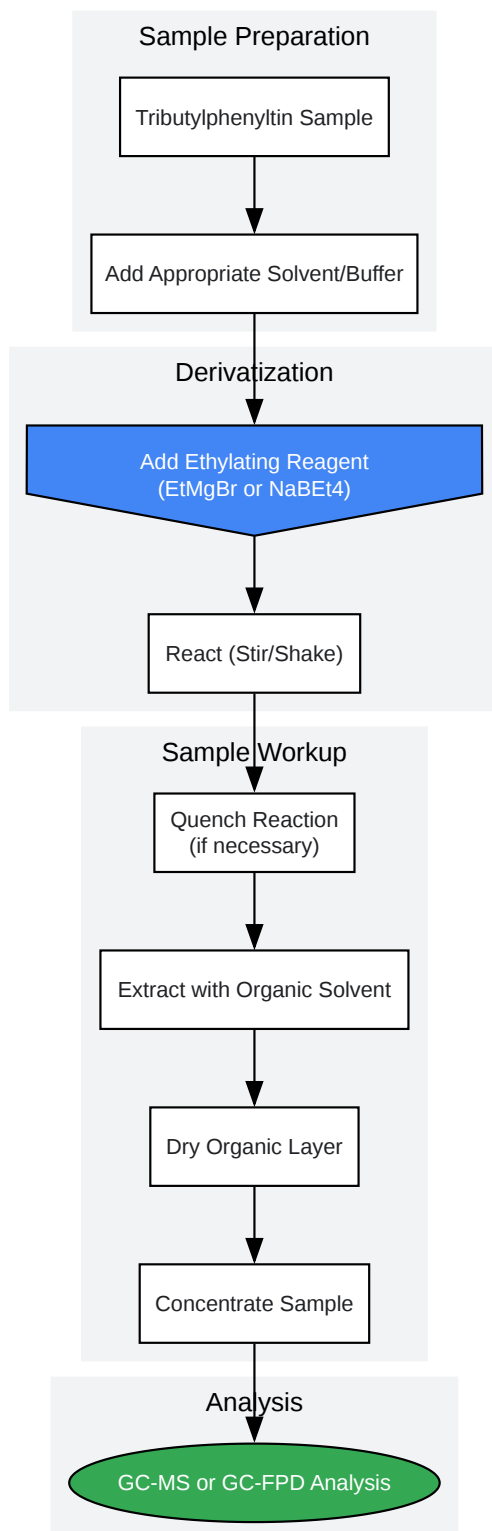 Sample Preparation
Tributylphenyltin Sample
Add Appropriate Solvent/Buffer
Derivatization
Add Ethylating Reagent
(EtMgBr or NaBEt4)
React (Stir/Shake)
Sample Workup
Quench Reaction
(if necessary)
Extract with Organic Solvent
Dry Organic Layer
Concentrate Sample
Analysis
GC-MS or GC-FPD Analysis